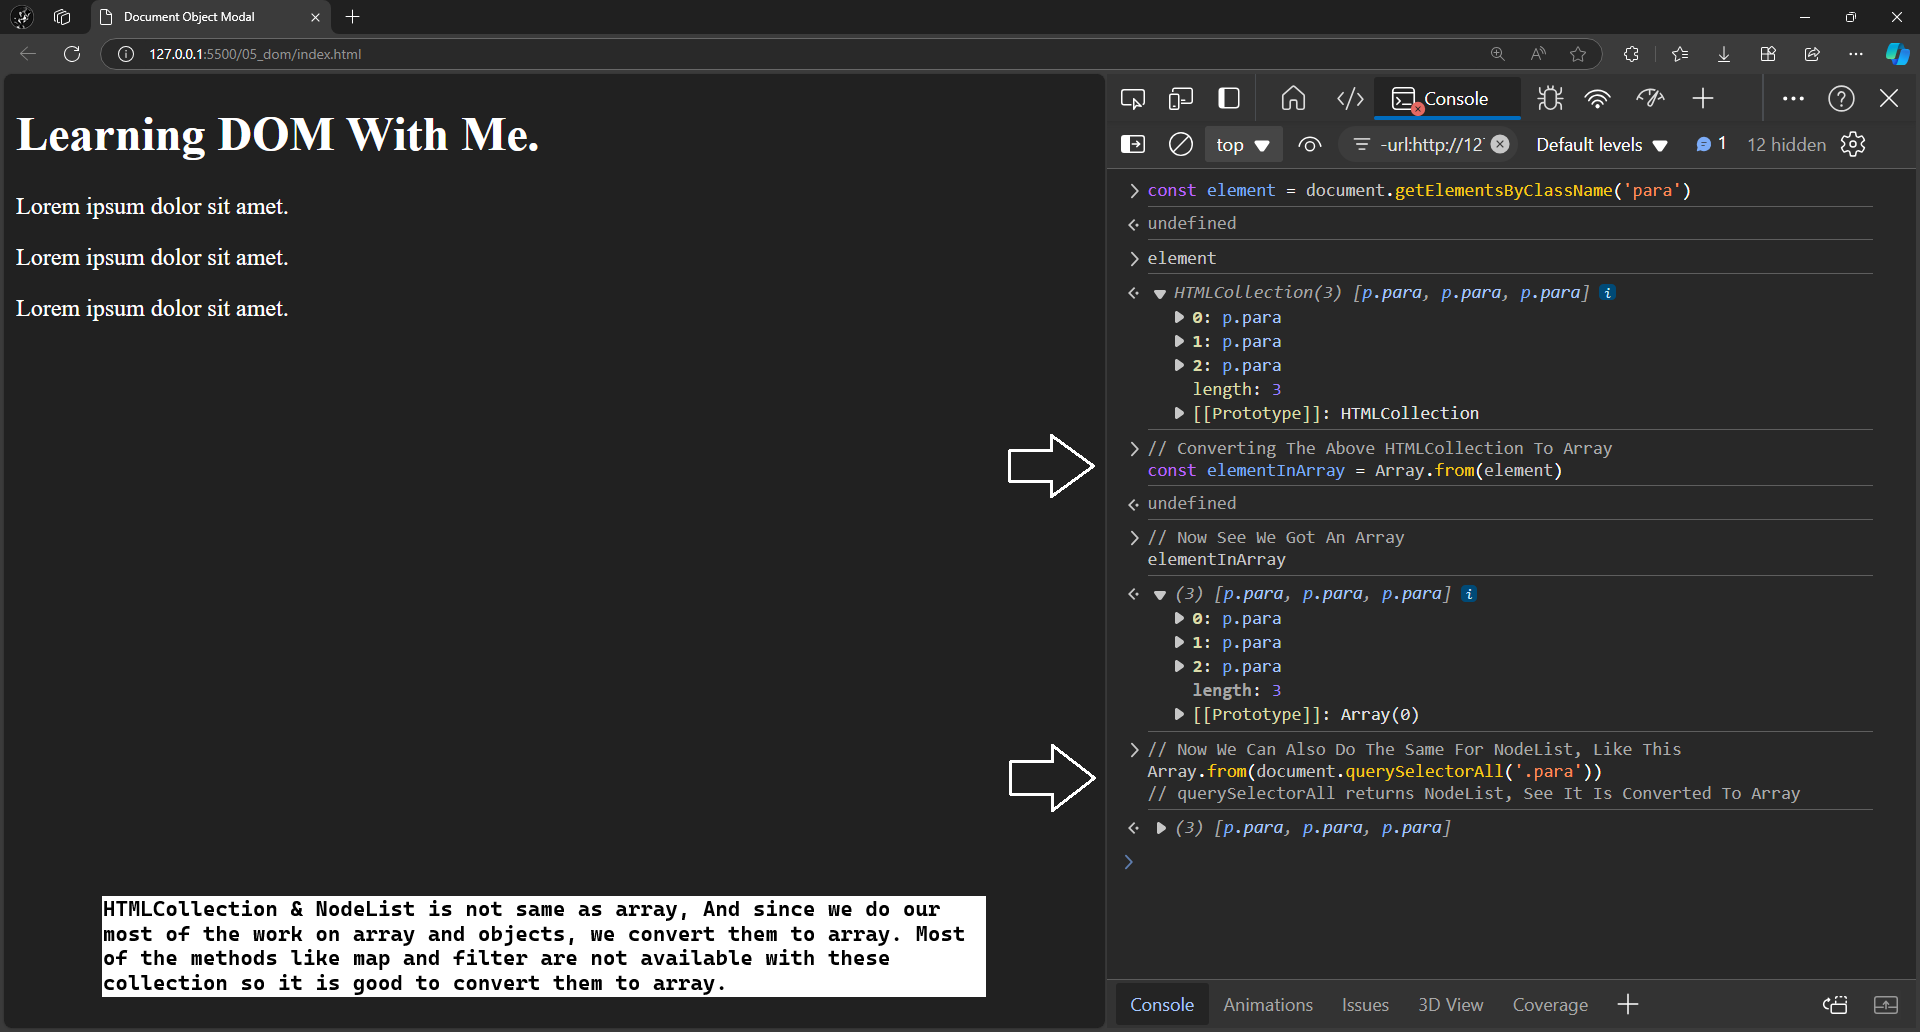 Document Object Modal
127.0.0.1:5500/05_dom/index.html
Learning DOM With Me.
Lorem ipsum dolor sit amet.
Lorem ipsum dolor sit amet.
Lorem ipsum dolor sit amet.
HTMLCollection & NodeList is not same as array, And since we do our
most of the work on array and objects, we convert them to array. Most
of the methods like map and filter are not available with these
collection so it is good to convert them to array.
Console
top
-url:http://12
Default levels
1
12 hidden
const element = document.getElementsByClassName('para')
undefined
element
HTMLCollection(3) [p.para, p.para, p.para]
0: p.para
1: p.para
2: p.para
length: 3
[[Prototype]]: HTMLCollection
// Converting The Above HTMLCollection To Array
const elementInArray = Array.from(element)
undefined
// Now See We Got An Array
elementInArray
(3) [p.para, p.para, p.para]
0: p.para
1: p.para
2: p.para
length: 3
[[Prototype]]: Array(0)
// Now We Can Also Do The Same For NodeList, Like This
Array.from(document.querySelectorAll('.para'))
// querySelectorAll returns NodeList, See It Is Converted To Array
(3) [p.para, p.para, p.para]
Console Animations Issues 3D View Coverage